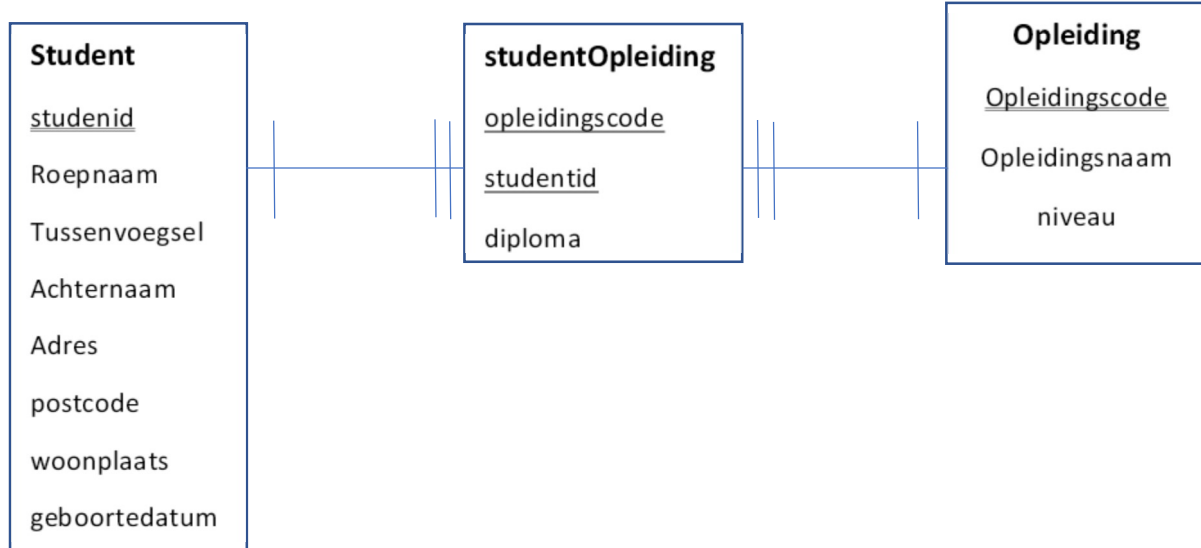 Student
studenid
Roepnaam
Tussenvoegsel
Achternaam
Adres
postcode
woonplaats
geboortedatum
studentOpleiding
opleidingscode
studentid
diploma
Opleiding
Opleidingscode
Opleidingsnaam
niveau